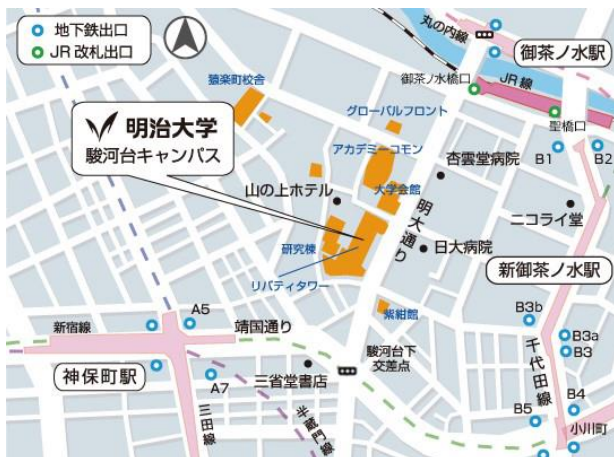 地下鉄出口
JR 改札出口
丸の内線
御茶ノ水駅
猿楽町校舎
御茶ノ水橋口
JR 線
グローバルフロント
聖橋口
明治大学
駿河台キャンパス
アカデミーコモン
杏雲堂病院
B1
B2
山の上ホテル
大学会館
明大通り
ニコライ堂
研究棟
日大病院
リバティタワー
新御茶ノ水駅
紫紺館
B3b
A5
新宿線
靖国通り
B3a
B3
駿河台下
交差点
千代田線
神保町駅
A7
三省堂書店
三田線
半蔵門線
B4
B5
小川町